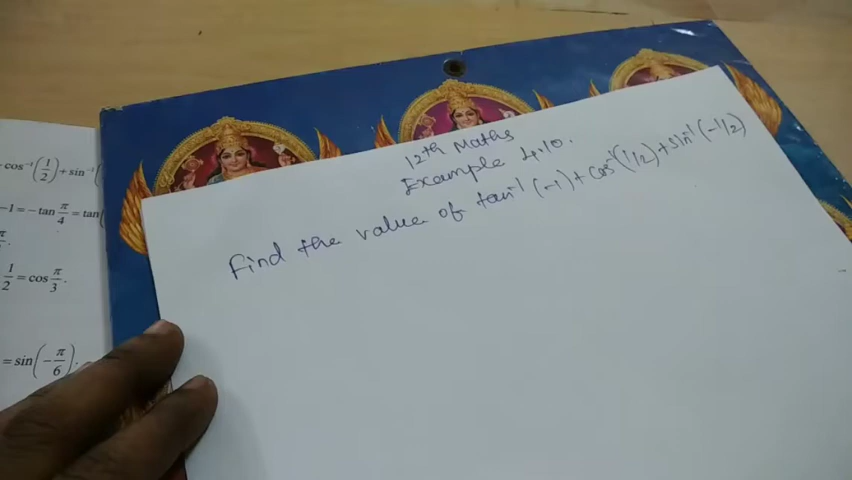 cos⁻¹(1/2)+sin⁻¹(
−1=−tan π/4 = tan(
1/2 = cos π/3.
= sin(−π/6).
12th Maths
Example 4.10.
Find the value of tan⁻¹(-1)+cos⁻¹(1/2)+sin⁻¹(-1/2)